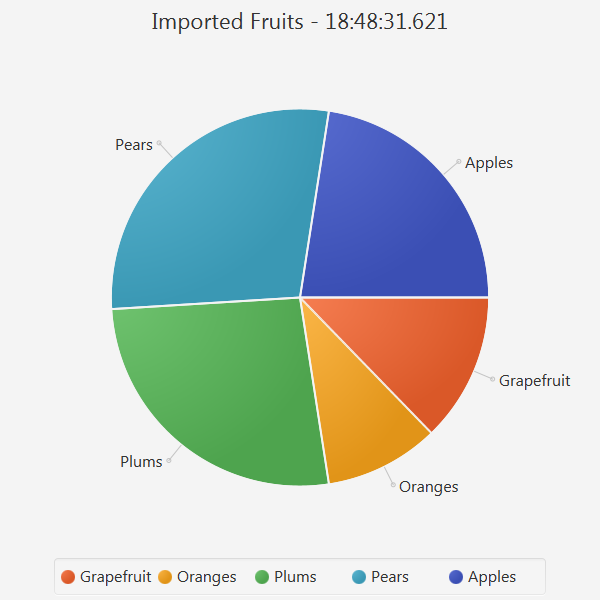 Imported Fruits - 18:48:31.621
Pears
Apples
Grapefruit
Plums
Oranges
Grapefruit Oranges Plums Pears Apples